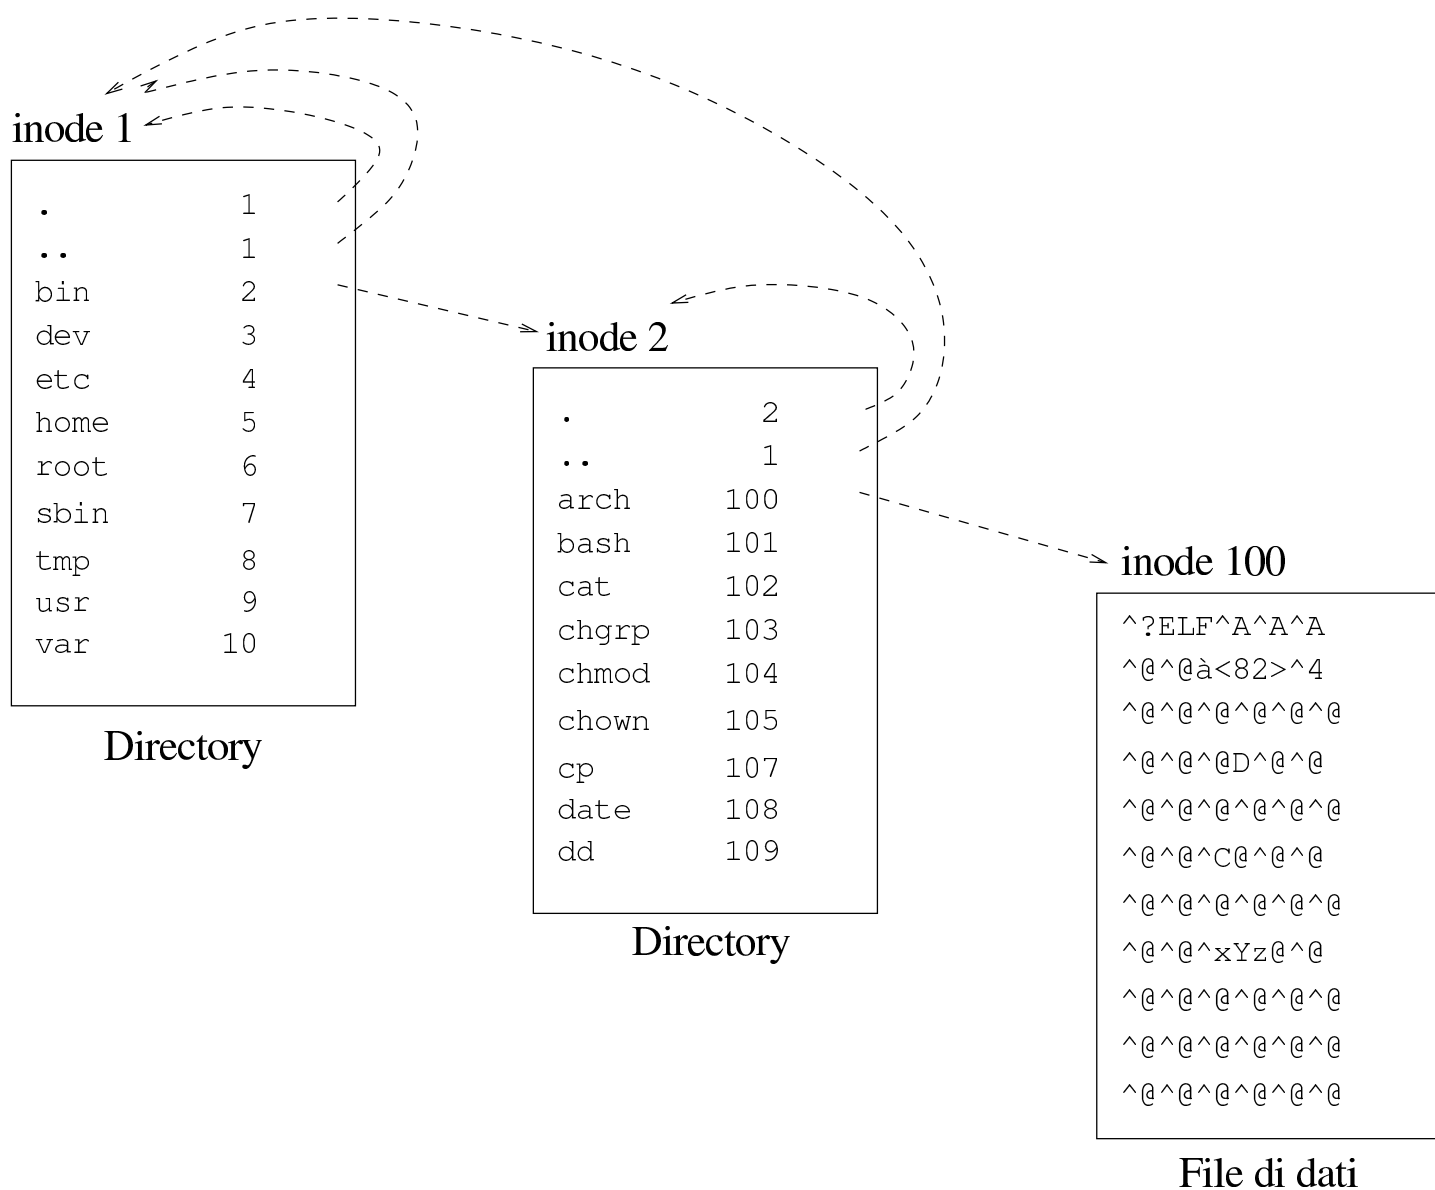 inode 1
. 1
.. 1
bin 2
dev 3
etc 4
home 5
root 6
sbin 7
tmp 8
usr 9
var 10
Directory
inode 2
. 2
.. 1
arch 100
bash 101
cat 102
chgrp 103
chmod 104
chown 105
cp 107
date 108
dd 109
Directory
inode 100
^?ELF^A^A^A
^@^@à<82>^4
^@^@^@^@^@^@
^@^@^@D^@^@
^@^@^@^@^@^@
^@^@^C@^@^@
^@^@^@^@^@^@
^@^@^xYz@^@
^@^@^@^@^@^@
^@^@^@^@^@^@
^@^@^@^@^@^@
File di dati